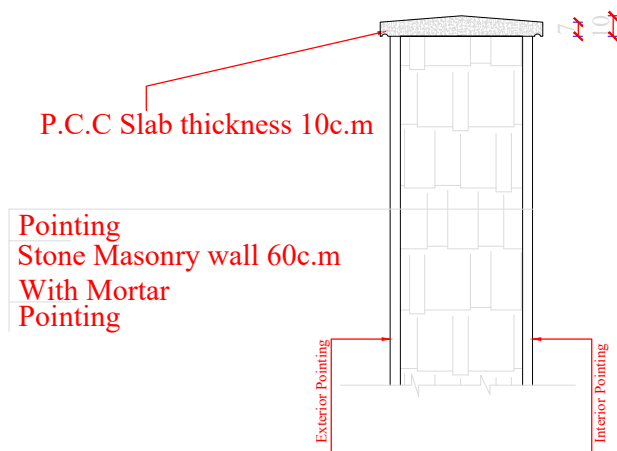 7
10
P.C.C Slab thickness 10c.m
Pointing
Stone Masonry wall 60c.m
With Mortar
Pointing
Exterior Pointing
Interior Pointing